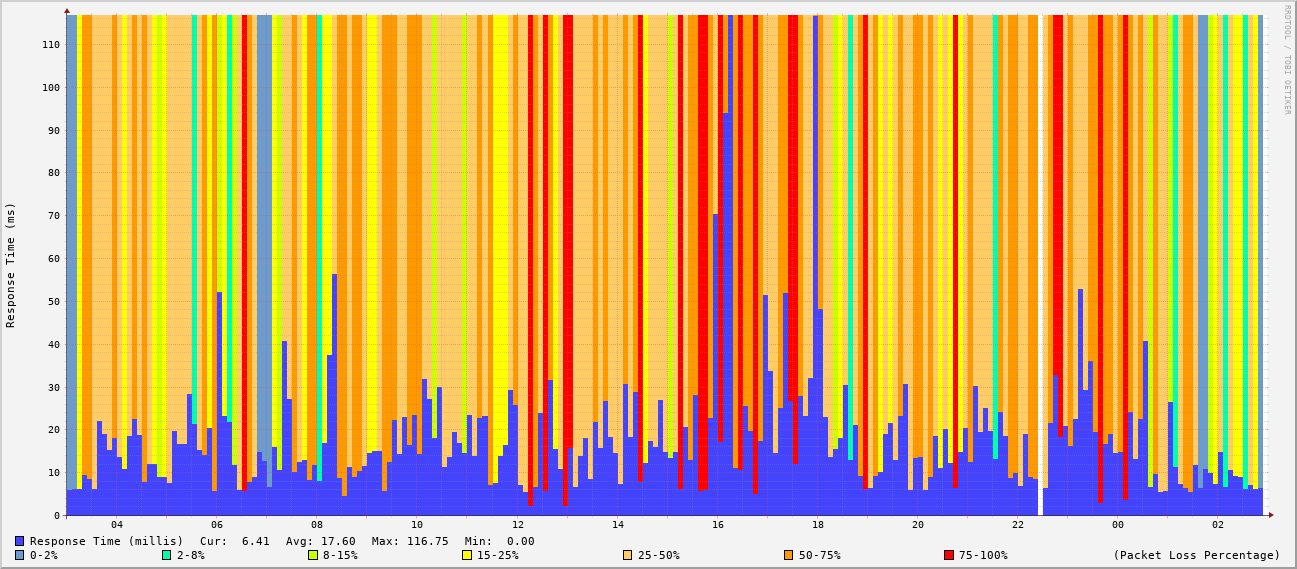 RRDTOOL / TOBI OETIKER
Response Time (ms)
110
100
90
80
70
60
50
40
30
20
10
0
04 06 08 10 12 14 16 18 20 22 00 02
Response Time (millis) Cur: 6.41 Avg: 17.60 Max: 116.75 Min: 0.00
0-2% 2-8% 8-15% 15-25% 25-50% 50-75% 75-100% (Packet Loss Percentage)